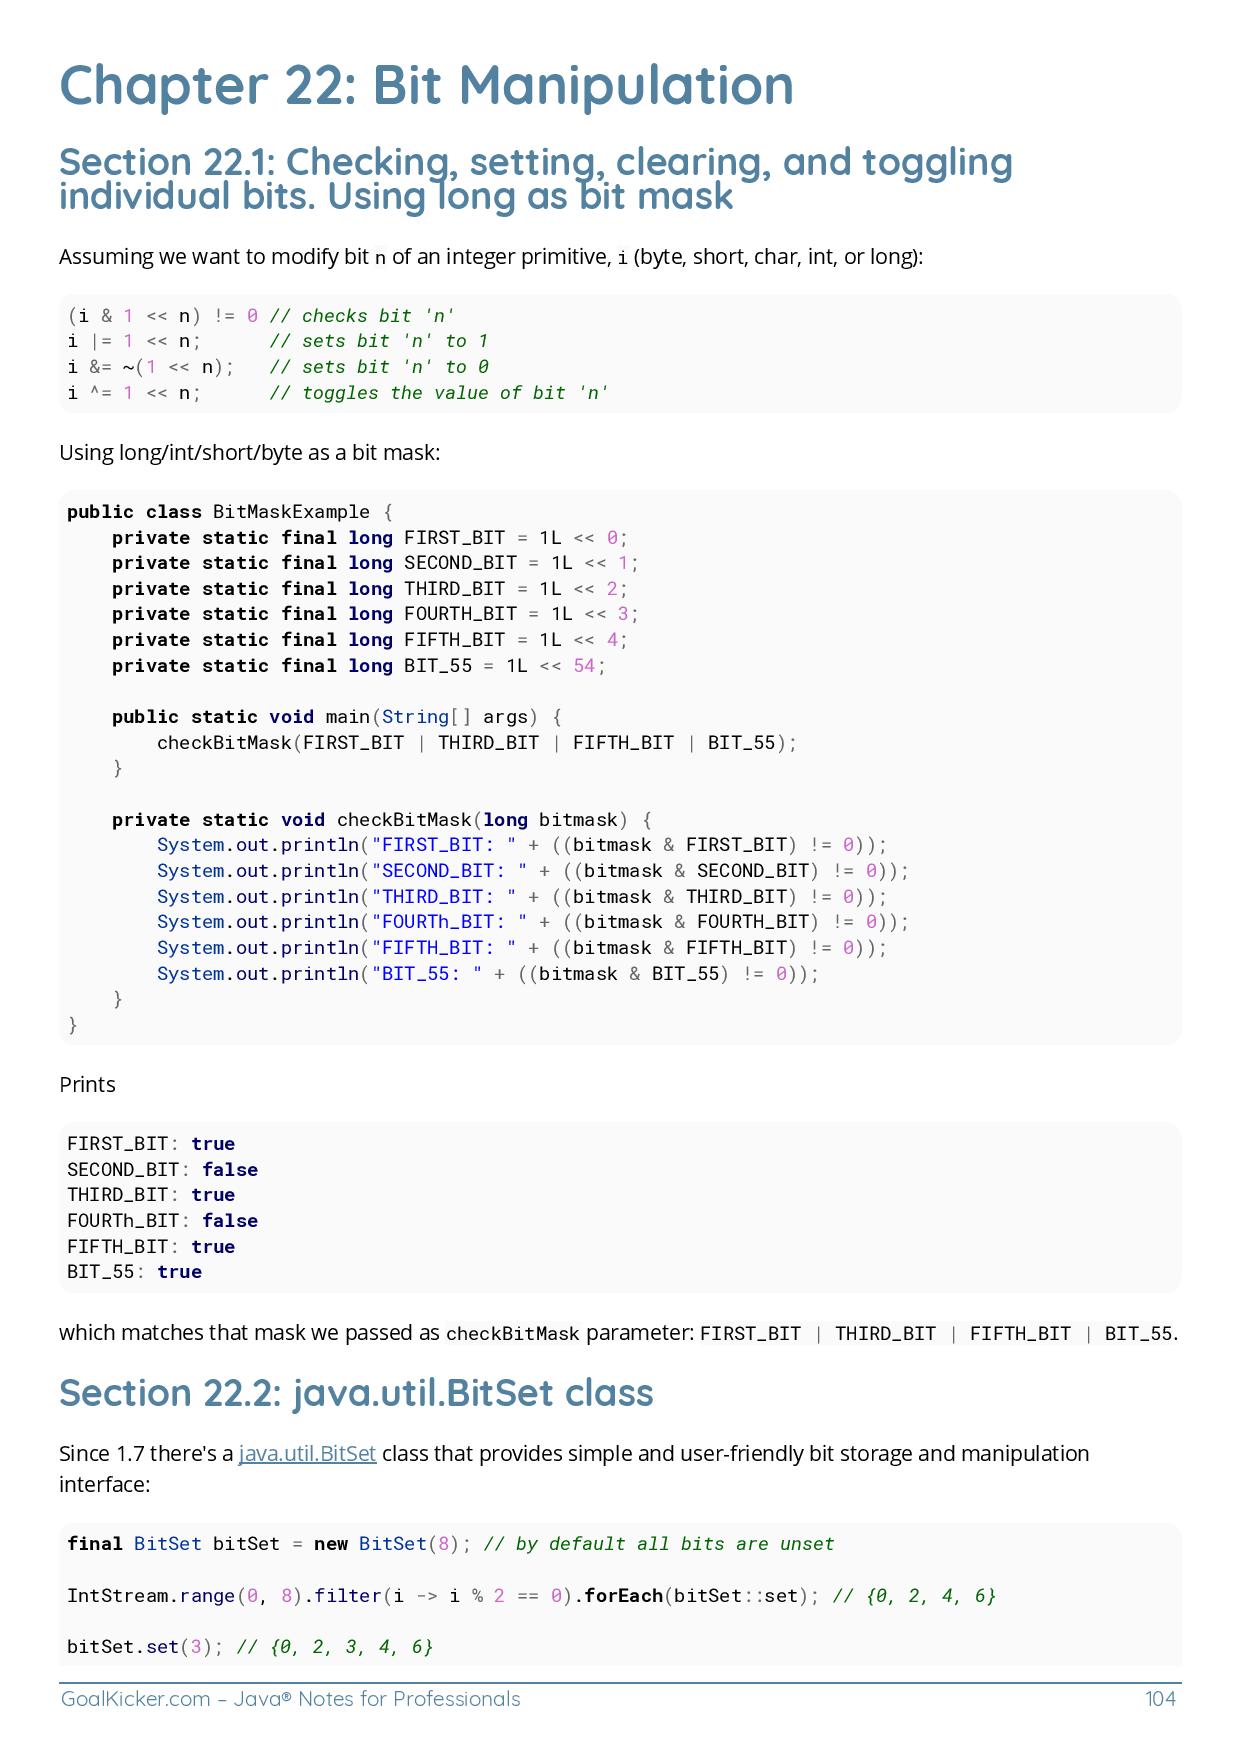 Chapter 22: Bit Manipulation
Section 22.1: Checking, setting, clearing, and toggling
individual bits. Using long as bit mask
Assuming we want to modify bit n of an integer primitive, i (byte, short, char, int, or long):
(i & 1 << n) != 0 // checks bit 'n'
i |= 1 << n;      // sets bit 'n' to 1
i &= ~(1 << n);   // sets bit 'n' to 0
i ^= 1 << n;      // toggles the value of bit 'n'
Using long/int/short/byte as a bit mask:
public class BitMaskExample {
    private static final long FIRST_BIT = 1L << 0;
    private static final long SECOND_BIT = 1L << 1;
    private static final long THIRD_BIT = 1L << 2;
    private static final long FOURTH_BIT = 1L << 3;
    private static final long FIFTH_BIT = 1L << 4;
    private static final long BIT_55 = 1L << 54;
    public static void main(String[] args) {
        checkBitMask(FIRST_BIT | THIRD_BIT | FIFTH_BIT | BIT_55);
    }
    private static void checkBitMask(long bitmask) {
        System.out.println("FIRST_BIT: " + ((bitmask & FIRST_BIT) != 0));
        System.out.println("SECOND_BIT: " + ((bitmask & SECOND_BIT) != 0));
        System.out.println("THIRD_BIT: " + ((bitmask & THIRD_BIT) != 0));
        System.out.println("FOURTh_BIT: " + ((bitmask & FOURTH_BIT) != 0));
        System.out.println("FIFTH_BIT: " + ((bitmask & FIFTH_BIT) != 0));
        System.out.println("BIT_55: " + ((bitmask & BIT_55) != 0));
    }
}
Prints
FIRST_BIT: true
SECOND_BIT: false
THIRD_BIT: true
FOURTh_BIT: false
FIFTH_BIT: true
BIT_55: true
which matches that mask we passed as checkBitMask parameter: FIRST_BIT | THIRD_BIT | FIFTH_BIT | BIT_55.
Section 22.2: java.util.BitSet class
Since 1.7 there's a java.util.BitSet class that provides simple and user-friendly bit storage and manipulation
interface:
final BitSet bitSet = new BitSet(8); // by default all bits are unset
IntStream.range(0, 8).filter(i -> i % 2 == 0).forEach(bitSet::set); // {0, 2, 4, 6}
bitSet.set(3); // {0, 2, 3, 4, 6}
GoalKicker.com – Java® Notes for Professionals 104